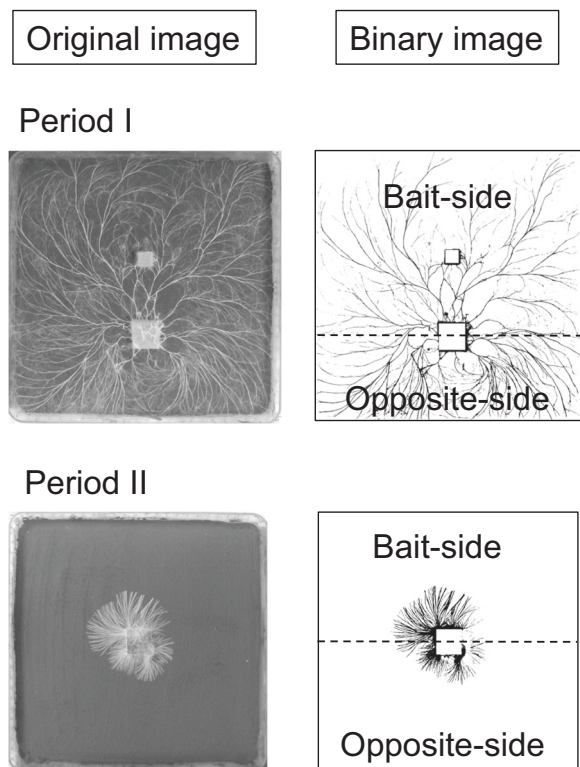 Original image
Binary image
Period I
Bait-side
Opposite-side
Period II
Bait-side
Opposite-side